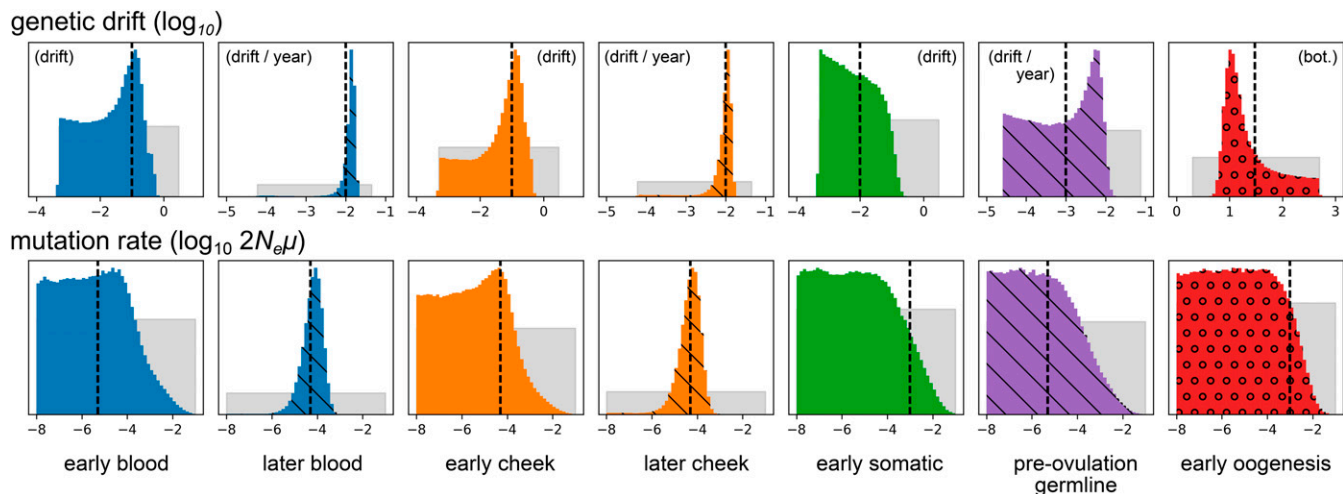 genetic drift (log10)
(drift) (drift / year) (drift) (drift / year) (drift) (drift / year) (bot.)
−4 −2 0 −5 −4 −3 −2 −1 −4 −2 0 −5 −4 −3 −2 −1 −4 −2 0 −5 −4 −3 −2 −1 0 1 2 3
mutation rate (log10 2Neμ)
−8 −6 −4 −2 −8 −6 −4 −2 −8 −6 −4 −2 −8 −6 −4 −2 −8 −6 −4 −2 −8 −6 −4 −2 −8 −6 −4 −2
early blood later blood early cheek later cheek early somatic pre-ovulation early oogenesis
germline